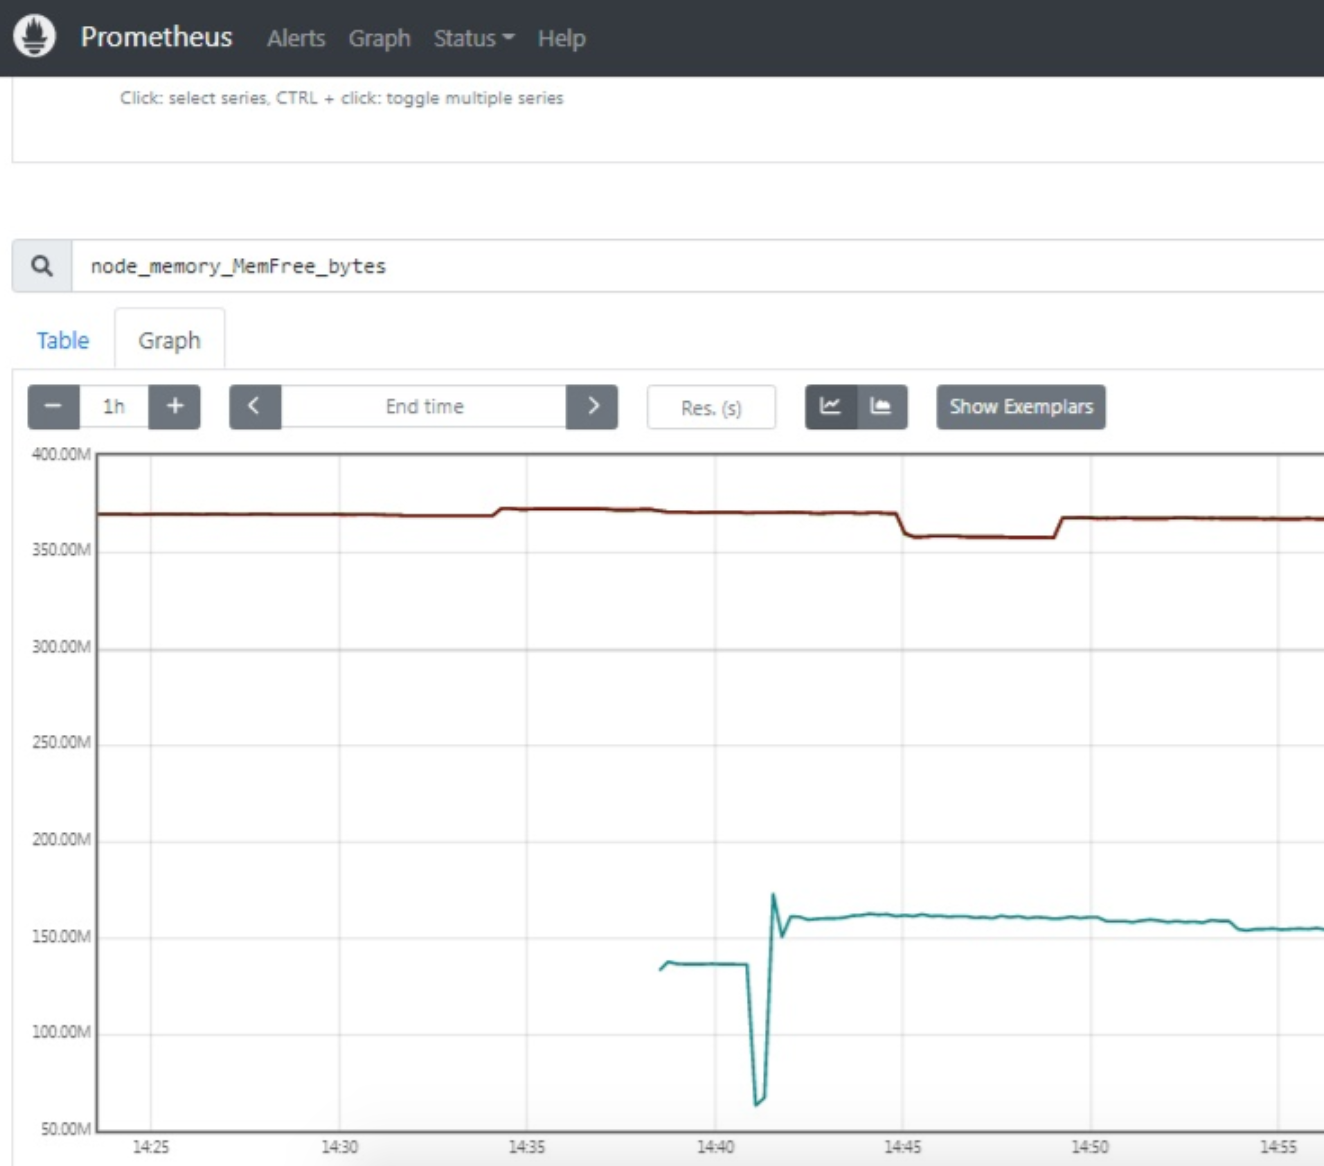 Prometheus Alerts Graph Status Help
Click: select series, CTRL + click: toggle multiple series
node_memory_MemFree_bytes
Table Graph
− 1h + < End time > Res. (s) Show Exemplars
400.00M
350.00M
300.00M
250.00M
200.00M
150.00M
100.00M
50.00M
14:25 14:30 14:35 14:40 14:45 14:50 14:55